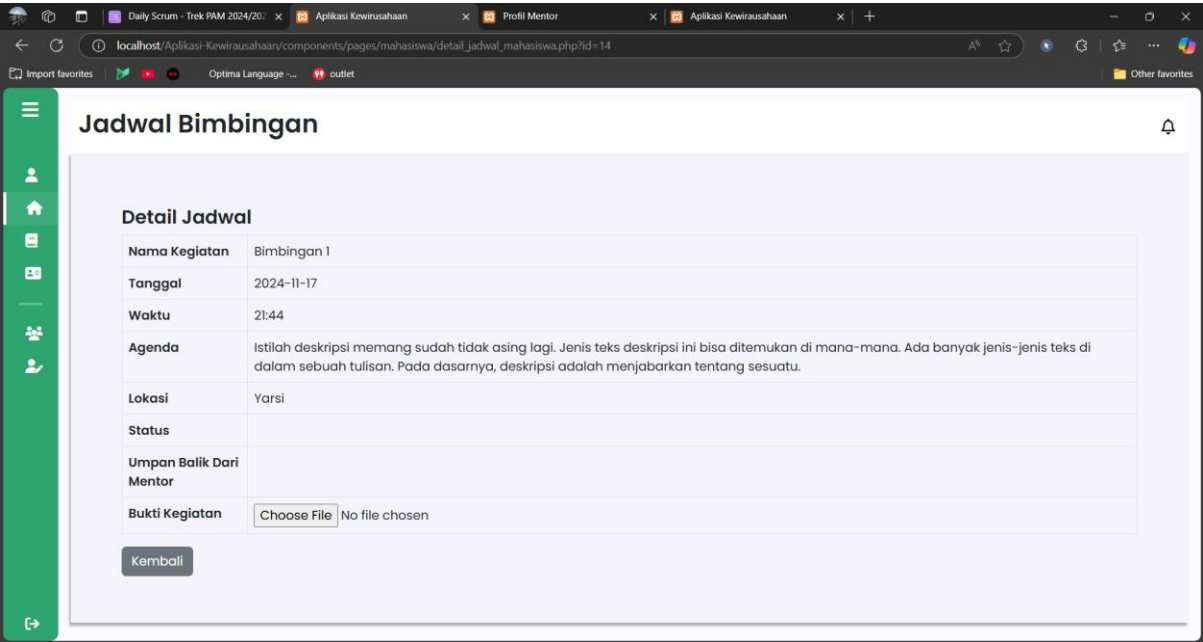 Daily Scrum - Trek PAM 2024/202
Aplikasi Kewirusahaan
Profil Mentor
Aplikasi Kewirausahaan
localhost/Aplikasi-Kewirausahaan/components/pages/mahasiswa/detail_jadwal_mahasiswa.php?id=14
Import favorites
Optima Language -...
outlet
Other favorites
Jadwal Bimbingan
Detail Jadwal
Nama Kegiatan Bimbingan 1
Tanggal 2024-11-17
Waktu 21:44
Agenda Istilah deskripsi memang sudah tidak asing lagi. Jenis teks deskripsi ini bisa ditemukan di mana-mana. Ada banyak jenis-jenis teks di
dalam sebuah tulisan. Pada dasarnya, deskripsi adalah menjabarkan tentang sesuatu.
Lokasi Yarsi
Status
Umpan Balik Dari
Mentor
Bukti Kegiatan Choose File No file chosen
Kembali